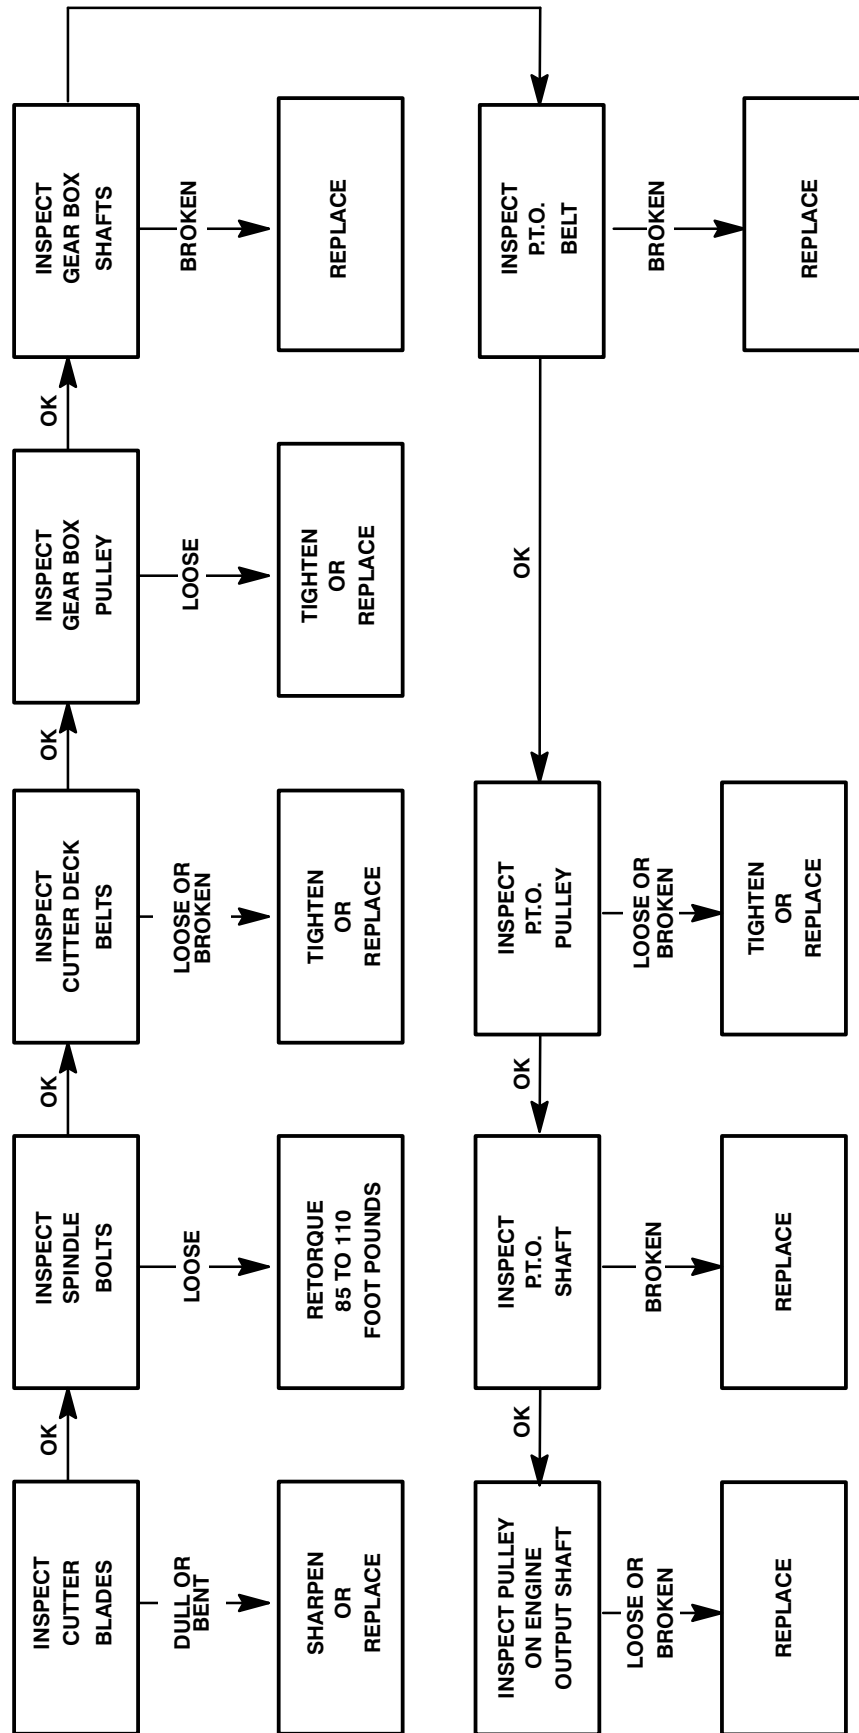 INSPECT
CUTTER
BLADES
OK
INSPECT
SPINDLE
BOLTS
OK
INSPECT
CUTTER DECK
BELTS
OK
INSPECT
GEAR BOX
PULLEY
OK
INSPECT
GEAR BOX
SHAFTS
DULL OR
BENT
LOOSE
LOOSE OR
BROKEN
LOOSE
BROKEN
SHARPEN
OR
REPLACE
RETORQUE
85 TO 110
FOOT POUNDS
TIGHTEN
OR
REPLACE
TIGHTEN
OR
REPLACE
REPLACE
INSPECT PULLEY
ON ENGINE
OUTPUT SHAFT
OK
INSPECT
P.T.O.
SHAFT
OK
INSPECT
P.T.O.
PULLEY
OK
INSPECT
P.T.O.
BELT
LOOSE OR
BROKEN
BROKEN
LOOSE OR
BROKEN
BROKEN
REPLACE
REPLACE
TIGHTEN
OR
REPLACE
REPLACE